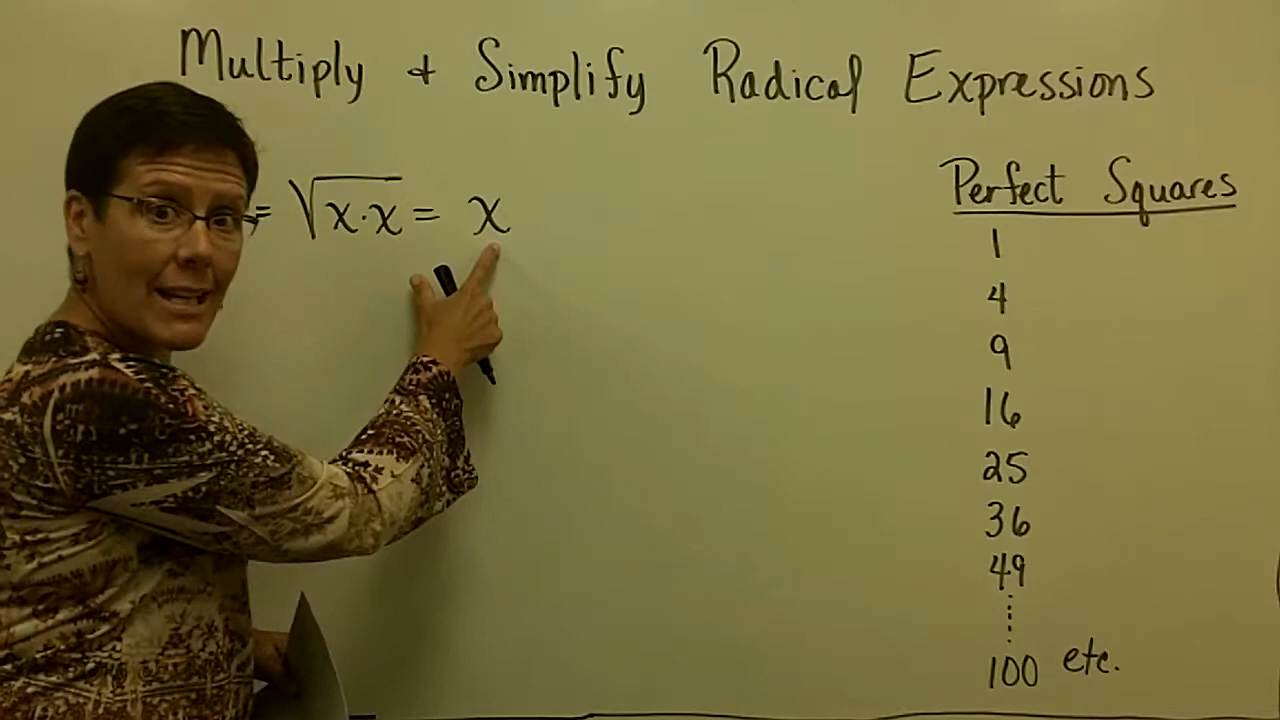 Multiply + Simplify Radical Expressions
= √x·x = x
Perfect Squares
1
4
9
16
25
36
49
⋮
100 etc.